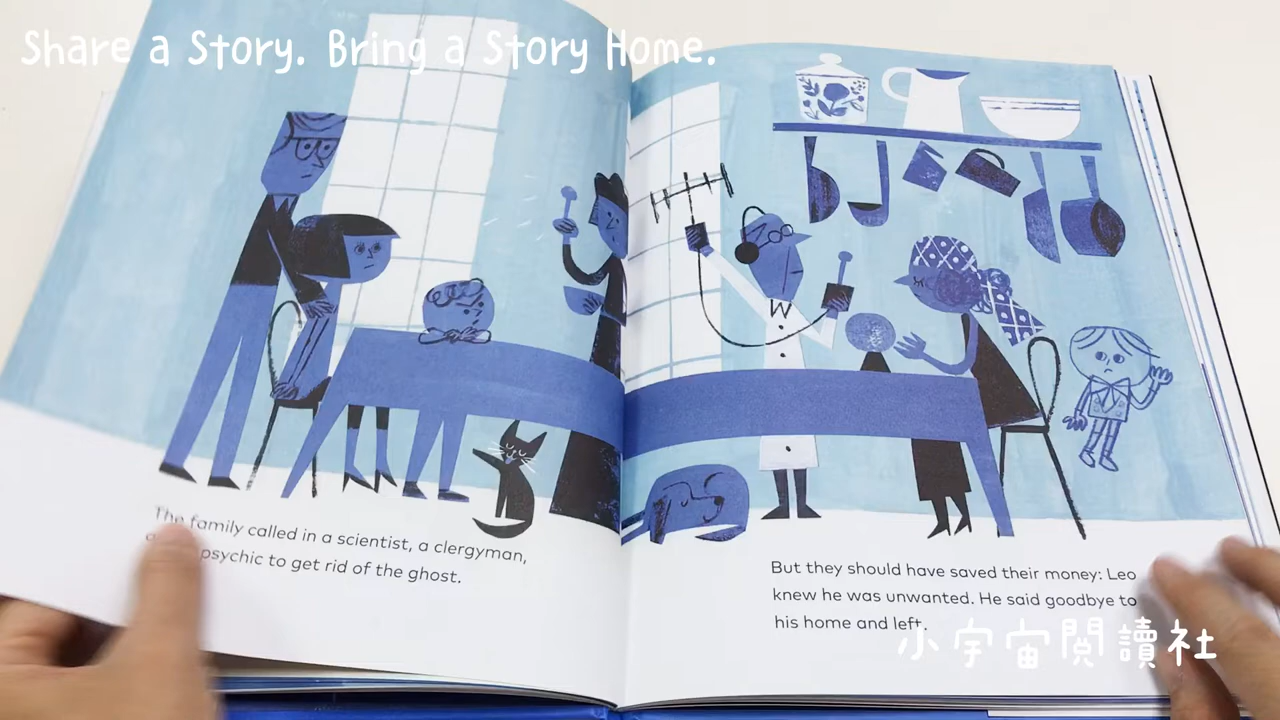 Share a Story. Bring a Story Home.
The family called in a scientist, a clergyman,
psychic to get rid of the ghost.
But they should have saved their money: Leo
knew he was unwanted. He said goodbye to
his home and left.
小宇宙閱讀社